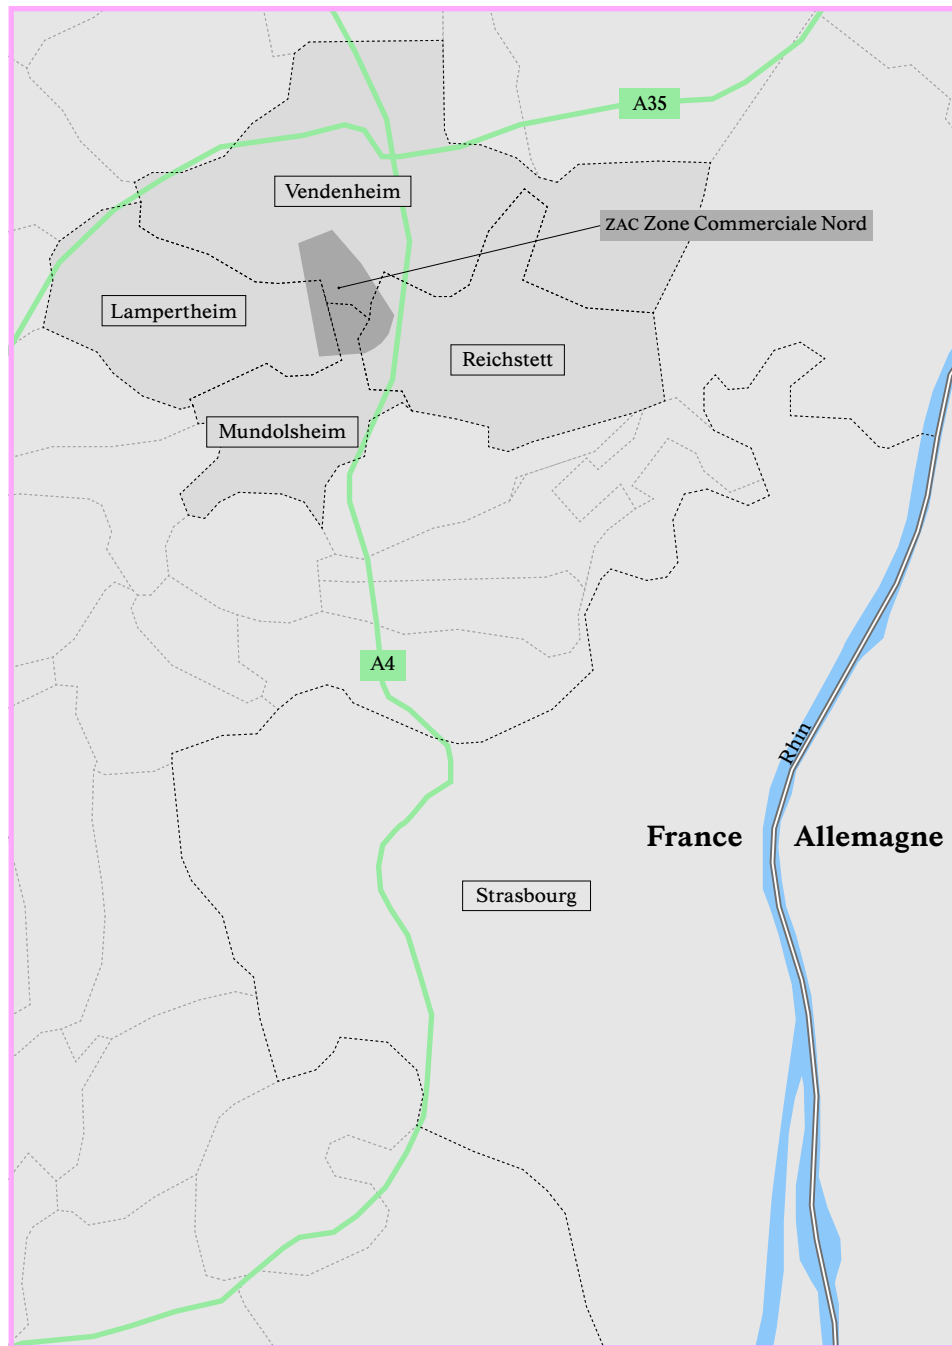 A35
Vendenheim
ZAC Zone Commerciale Nord
Lampertheim
Reichstett
Mundolsheim
A4
Rhin
France
Allemagne
Strasbourg